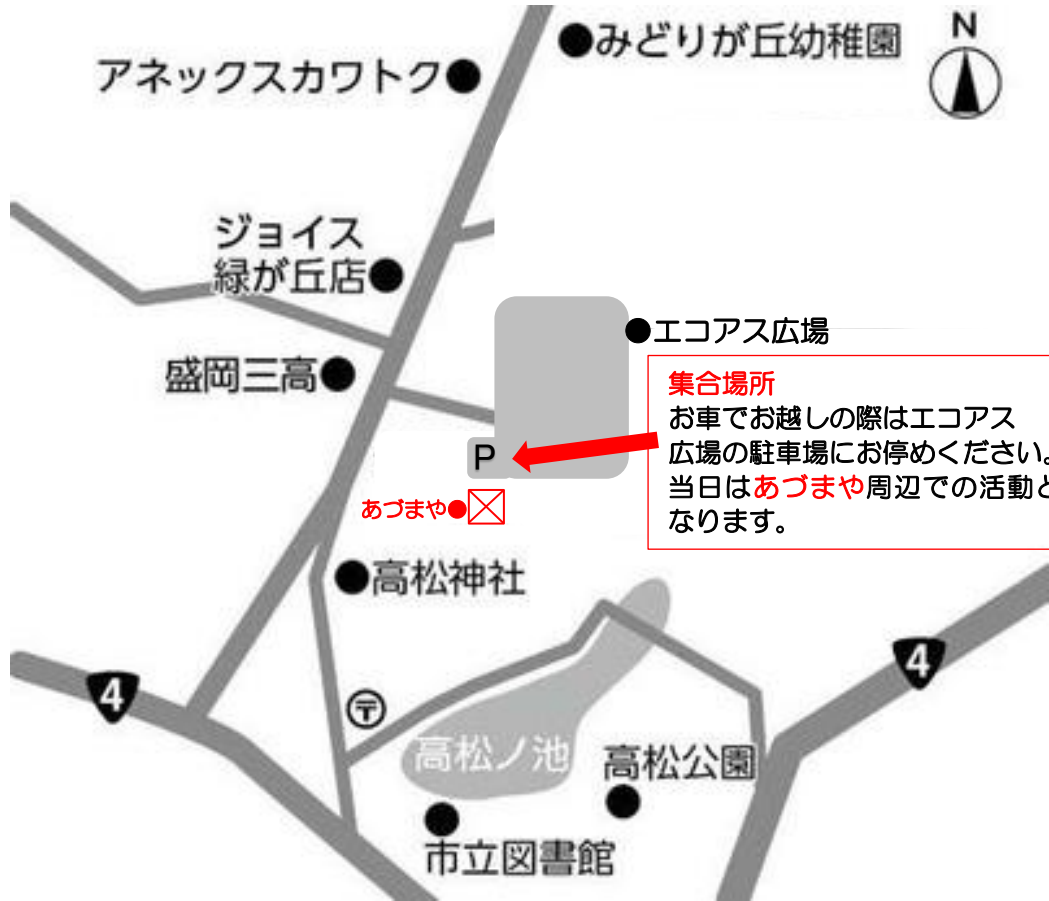 ●みどりが丘幼稚園
N
アネックスカワトク●
ジョイス
緑が丘店●
●エコアス広場
盛岡三高●
集合場所
お車でお越しの際はエコアス
広場の駐車場にお停めください。
当日はあづまや周辺での活動と
なります。
P
あづまや●
●高松神社
4
4
〒
高松ノ池
高松公園
市立図書館